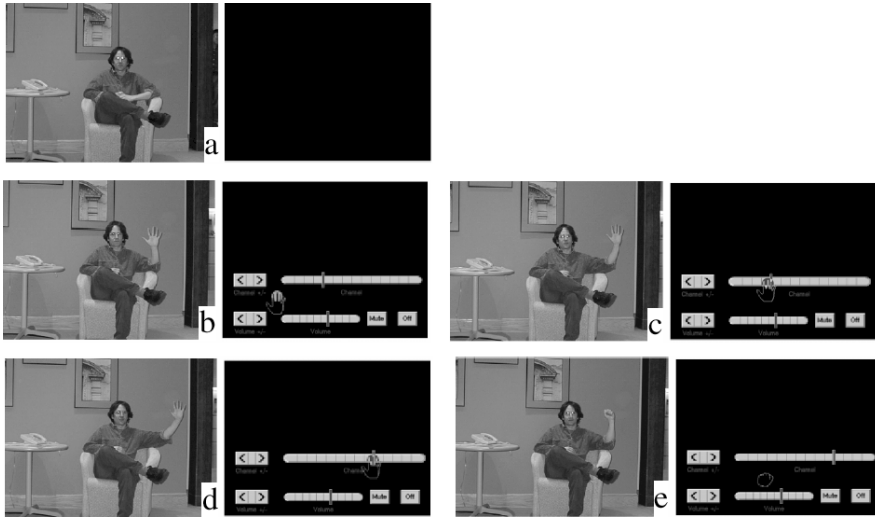 a
b
< >
Channel +/-
Channel
< >
Volume +/-
Volume
Mute
Off
c
< >
Channel +/-
Channel
< >
Volume +/-
Volume
Mute
Off
d
< >
Channel +/-
Channel
< >
Volume +/-
Volume
Mute
Off
e
< >
Channel +/-
Channel
< >
Volume +/-
Volume
Mute
Off